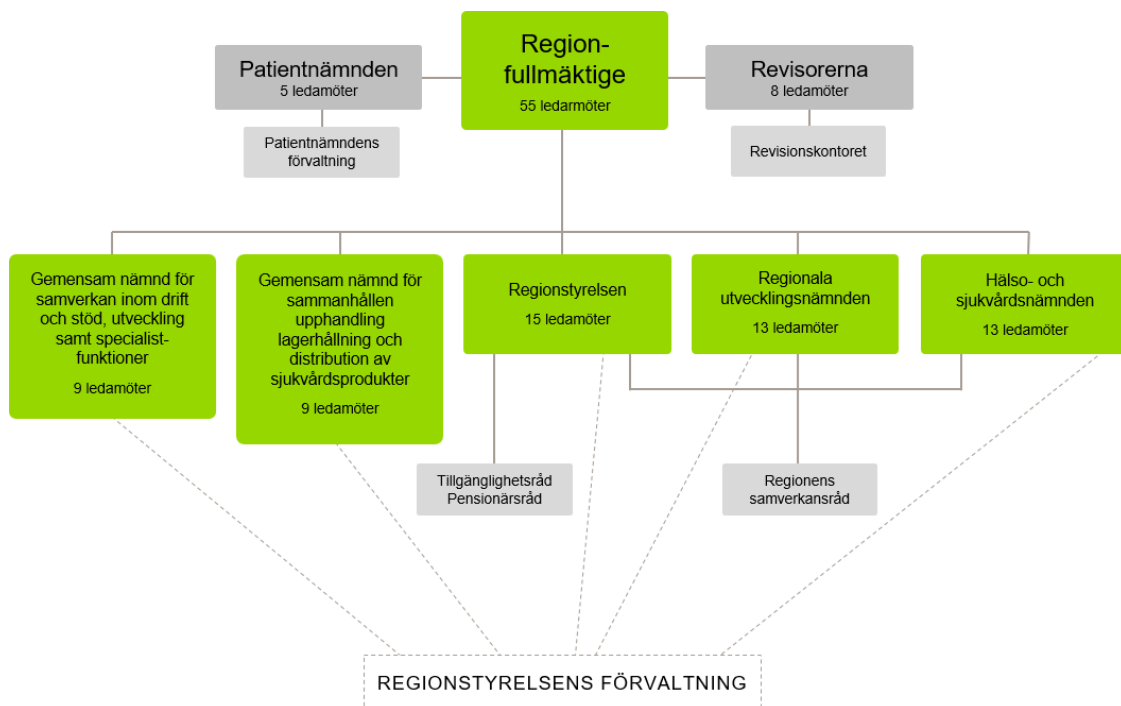 Region-
fullmäktige
55 ledarmöter
Patientnämnden
5 ledamöter
Revisorerna
8 ledamöter
Patientnämndens
förvaltning
Revisionskontoret
Gemensam nämnd för
samverkan inom drift
och stöd, utveckling
samt specialist-
funktioner
9 ledamöter
Gemensam nämnd för
sammanhållen
upphandling
lagerhållning och
distribution av
sjukvårdsprodukter
9 ledamöter
Regionstyrelsen
15 ledamöter
Regionala
utvecklingsnämnden
13 ledamöter
Hälso- och
sjukvårdsnämnden
13 ledamöter
Tillgänglighetsråd
Pensionärsråd
Regionens
samverkansråd
REGIONSTYRELSENS FÖRVALTNING